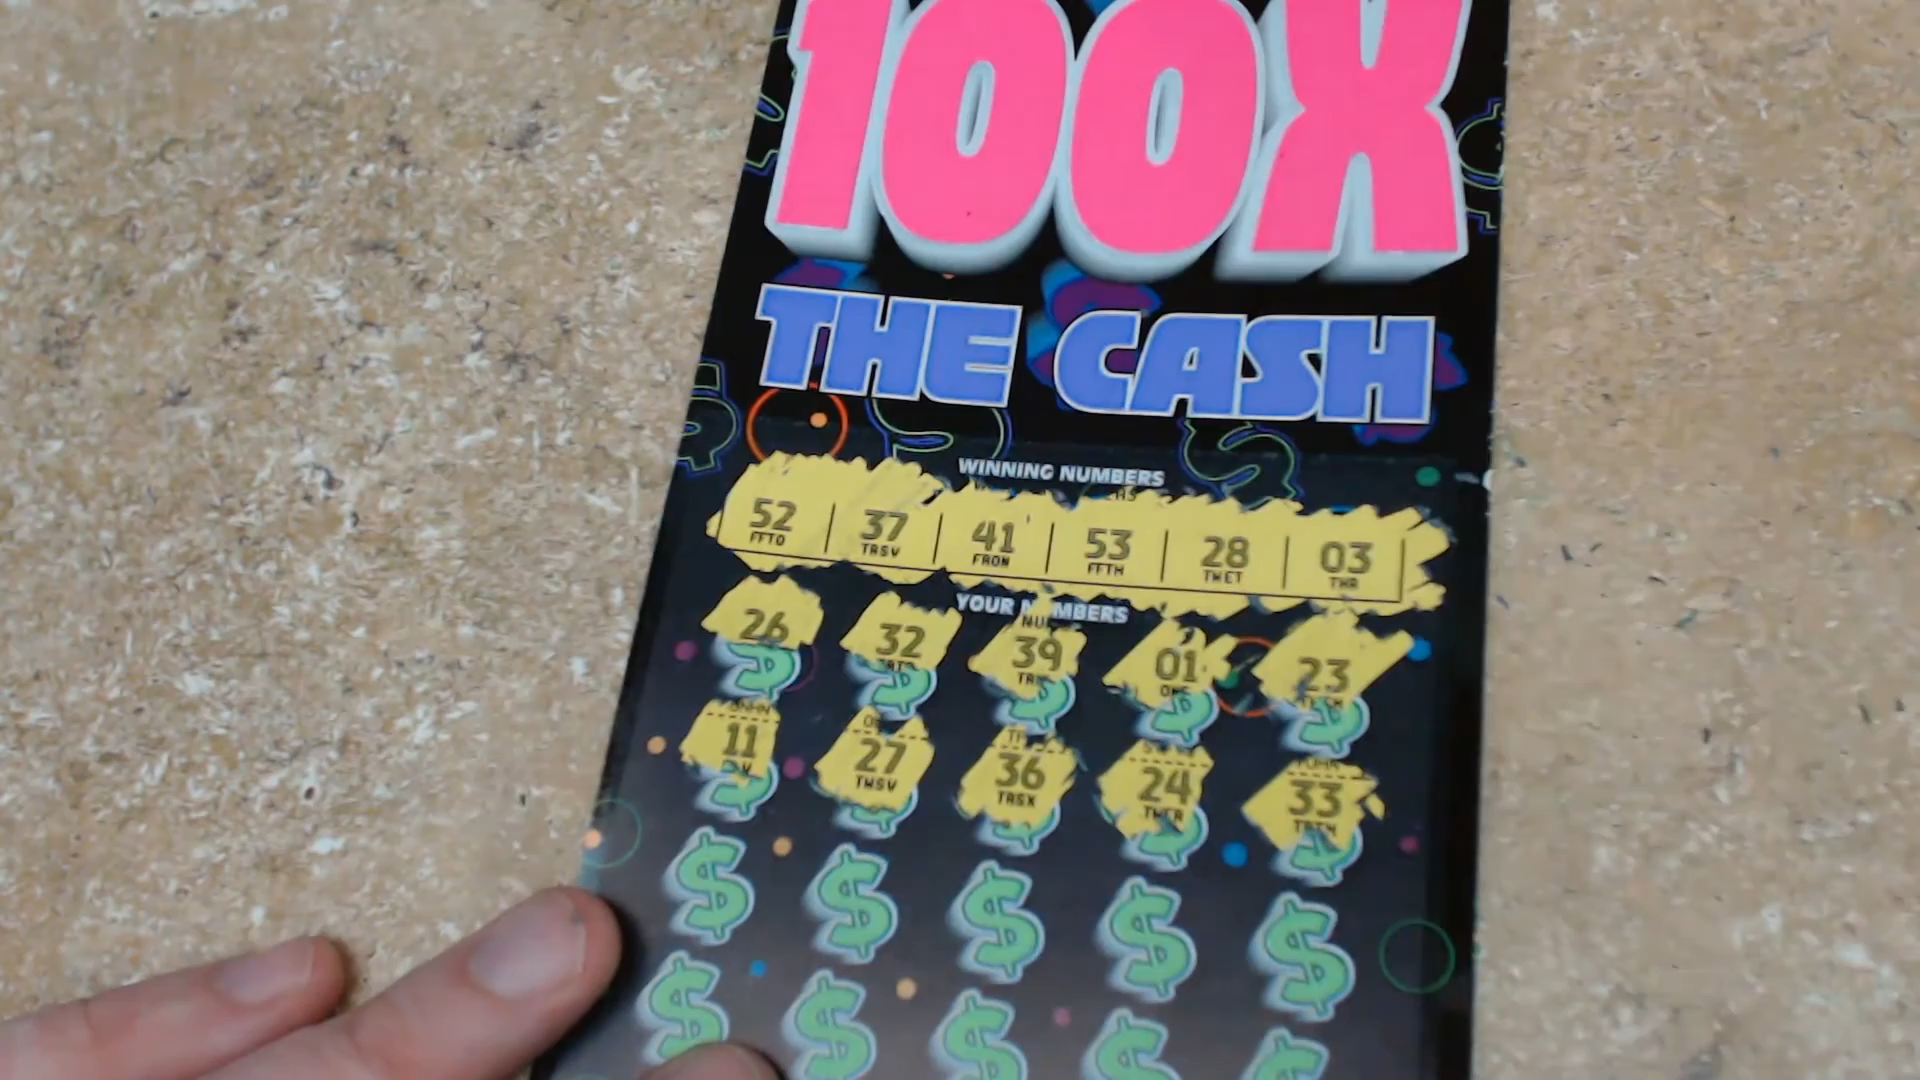 100X
THE CASH
WINNING NUMBERS
52 37 41 53 28 03
FFTO TRSV FRON FFTH TWET THR
YOUR NUMBERS
26 32 39 01 23
11 27 36 24 33
TWSV TRSX